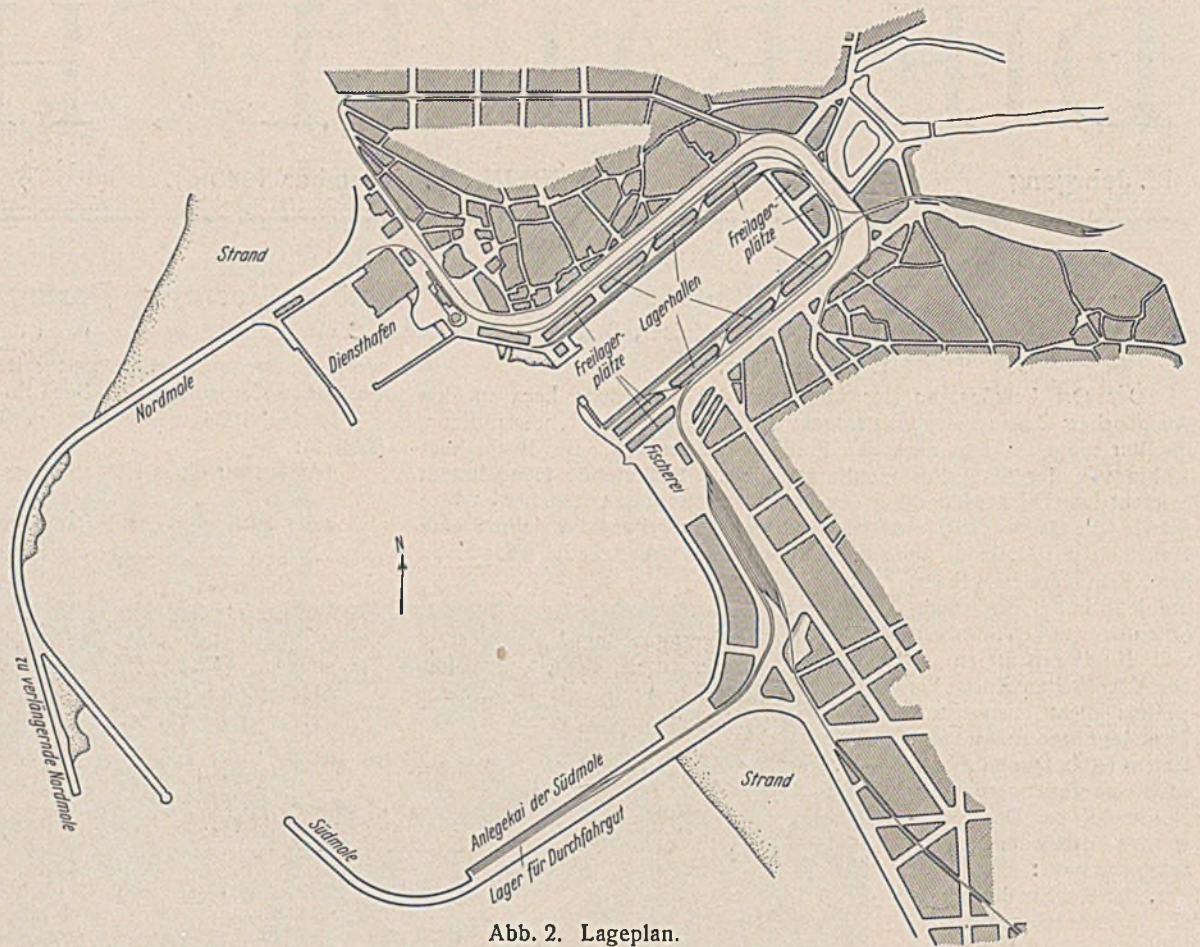 Strand
Freilager-
plätze
Lagerhallen
Diensthafen
Freilager-
plätze
Nordmole
Fischerei
N
zu verlängernde Nordmole
Strand
Anlegekai der Südmole
Südmole
Lager für Durchfahrgut
Abb. 2. Lageplan.